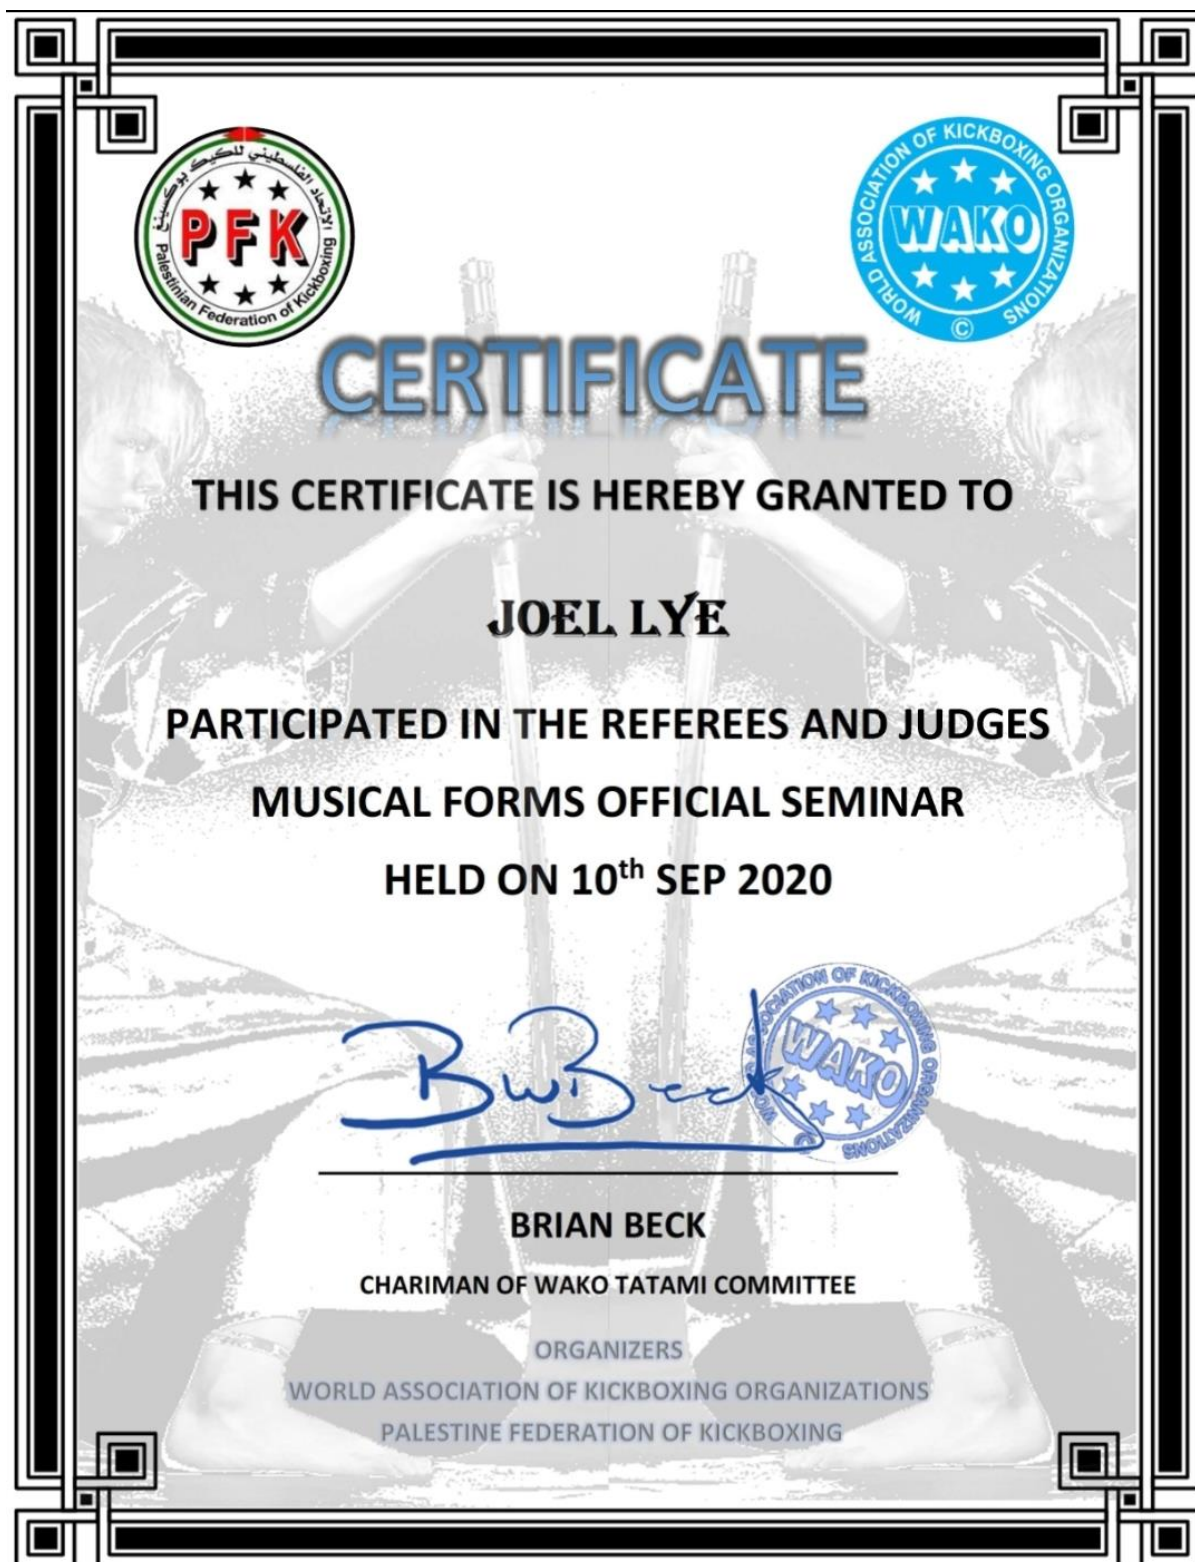 الاتحاد الفلسطيني للكيك بوكسينغ
PFK
Palestinian Federation of Kickboxing
WORLD ASSOCIATION OF KICKBOXING ORGANIZATIONS
WAKO
©
CERTIFICATE
THIS CERTIFICATE IS HEREBY GRANTED TO
JOEL LYE
PARTICIPATED IN THE REFEREES AND JUDGES
MUSICAL FORMS OFFICIAL SEMINAR
HELD ON 10th SEP 2020
BWBeck
WORLD ASSOCIATION OF KICKBOXING ORGANIZATIONS
WAKO
©
BRIAN BECK
CHARIMAN OF WAKO TATAMI COMMITTEE
ORGANIZERS
WORLD ASSOCIATION OF KICKBOXING ORGANIZATIONS
PALESTINE FEDERATION OF KICKBOXING